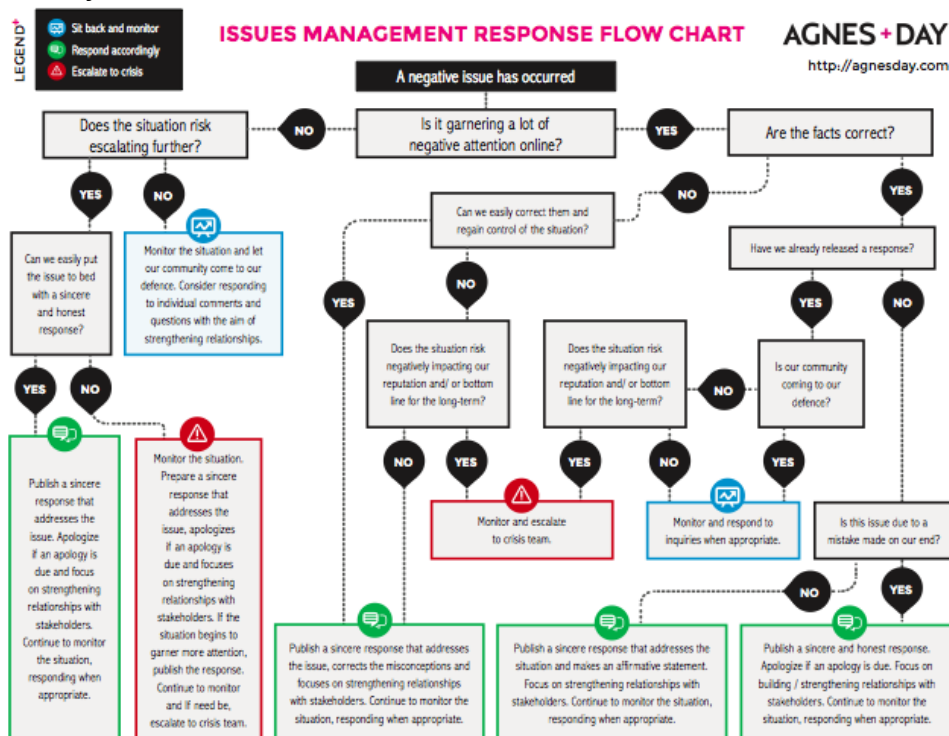 LEGEND+
Sit back and monitor
Respond accordingly
Escalate to crisis
ISSUES MANAGEMENT RESPONSE FLOW CHART
AGNES + DAY
http://agnesday.com
A negative issue has occurred
Does the situation risk
escalating further?
NO
Is it garnering a lot of
negative attention online?
YES
Are the facts correct?
YES
NO
NO
YES
Can we easily put
the issue to bed
with a sincere
and honest
response?
Monitor the situation and let
our community come to our
defence. Consider responding
to individual comments and
questions with the aim of
strengthening relationships.
Can we easily correct them and
regain control of the situation?
Have we already released a response?
YES
NO
YES
NO
Does the situation risk
negatively impacting our
reputation and/ or bottom
line for the long-term?
Does the situation risk
negatively impacting our
reputation and/ or bottom
line for the long-term?
NO
Is our community
coming to our
defence?
YES
NO
NO
YES
YES
NO
YES
Publish a sincere
response that
addresses the
issue. Apologize
if an apology is
due and focus
on strengthening
relationships with
stakeholders.
Continue to monitor
the situation,
responding when
appropriate.
Monitor the situation.
Prepare a sincere
response that
addresses the
issue, apologizes
if an apology is
due and focuses
on strengthening
relationships with
stakeholders. If the
situation begins to
garner more attention,
publish the response.
Continue to monitor
and if need be,
escalate to crisis team.
Monitor and escalate
to crisis team.
Monitor and respond to
inquiries when appropriate.
Is this issue due to a
mistake made on our end?
NO
YES
Publish a sincere response that addresses
the issue, corrects the misconceptions and
focuses on strengthening relationships
with stakeholders. Continue to monitor the
situation, responding when appropriate.
Publish a sincere response that addresses the
situation and makes an affirmative statement.
Focus on strengthening relationships with
stakeholders. Continue to monitor the situation,
responding when appropriate.
Publish a sincere and honest response.
Apologize if an apology is due. Focus on
building / strengthening relationships with
stakeholders. Continue to monitor the
situation, responding when appropriate.